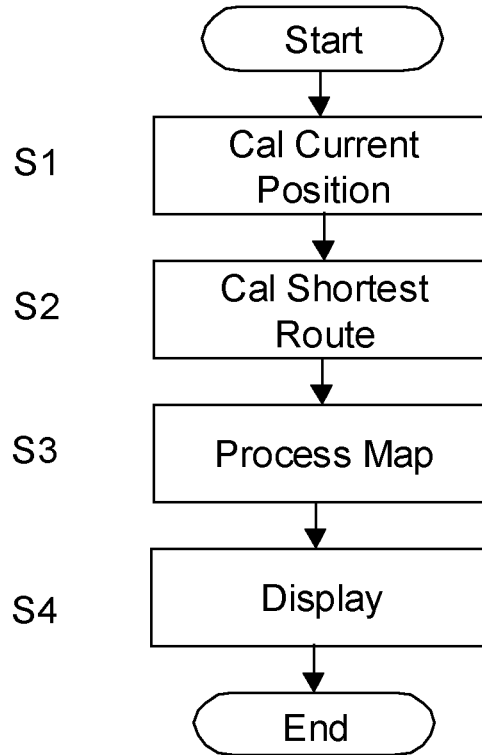 Start
S1
Cal Current
Position
S2
Cal Shortest
Route
S3
Process Map
S4
Display
End